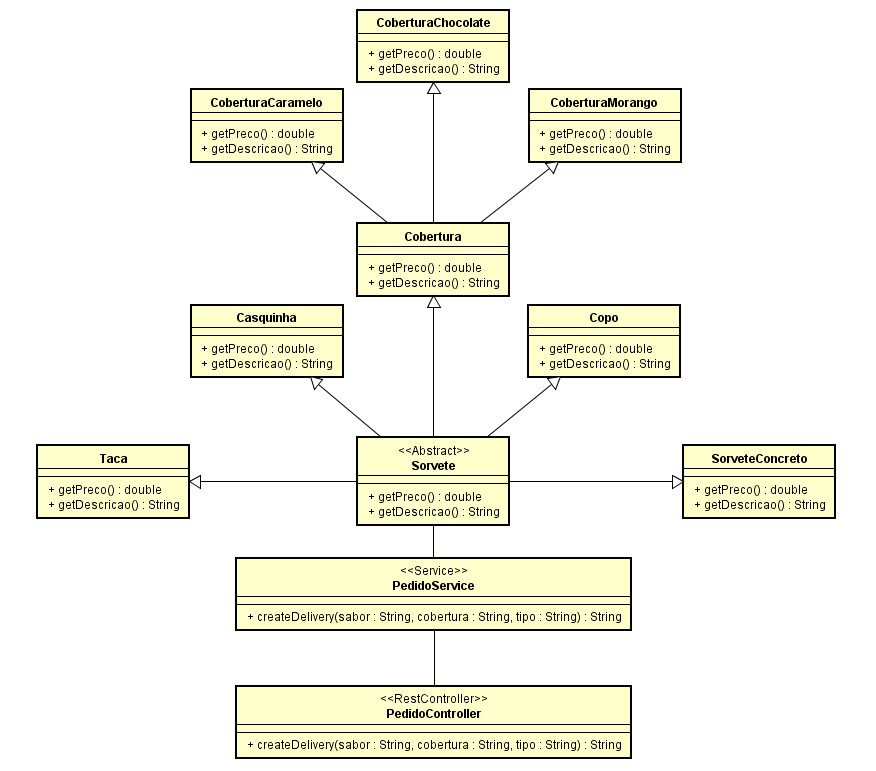 CoberturaChocolate
+ getPreco() : double
+ getDescricao() : String
CoberturaCaramelo
+ getPreco() : double
+ getDescricao() : String
CoberturaMorango
+ getPreco() : double
+ getDescricao() : String
Cobertura
+ getPreco() : double
+ getDescricao() : String
Casquinha
+ getPreco() : double
+ getDescricao() : String
Copo
+ getPreco() : double
+ getDescricao() : String
Taca
+ getPreco() : double
+ getDescricao() : String
<<Abstract>>
Sorvete
+ getPreco() : double
+ getDescricao() : String
SorveteConcreto
+ getPreco() : double
+ getDescricao() : String
<<Service>>
PedidoService
+ createDelivery(sabor : String, cobertura : String, tipo : String) : String
<<RestController>>
PedidoController
+ createDelivery(sabor : String, cobertura : String, tipo : String) : String